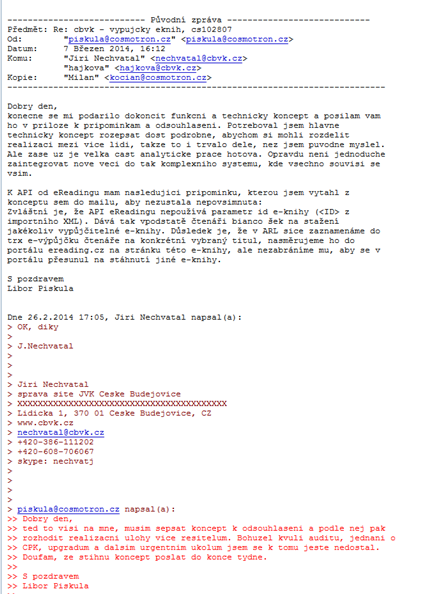 --------------------------- Původní zpráva ----------------------------
Předmět: Re: cbvk - vypujcky eknih, cs102807
Od: "piskula@cosmotron.cz" <piskula@cosmotron.cz>
Datum: 7 Březen 2014, 16:12
Komu: "Jiri Nechvatal" <nechvatal@cbvk.cz>
"hajkova" <hajkova@cbvk.cz>
Kopie: "Milan" <kocian@cosmotron.cz>
--------------------------------------------------------------------------
Dobry den,
konecne se mi podarilo dokoncit funkcni a technicky koncept a posilam vam
ho v priloze k pripominkam a odsouhlaseni. Potreboval jsem hlavne
technicky koncept rozepsat dost podrobne, abychom si mohli rozdelit
realizaci mezi vice lidi, takze to i trvalo dele, nez jsem puvodne myslel.
Ale zase uz je velka cast analyticke prace hotova. Opravdu neni jednoduche
zaintegrovat nove veci do tak komplexniho systemu, kde vsechno souvisi se
vsim.
K API od eReadingu mam nasledujici pripominku, kterou jsem vytahl z
konceptu sem do mailu, aby nezustala nepovsimnuta:
Zvláštní je, že API eReadingu nepoužívá parametr id e-knihy (<ID> z
importního XML). Dává tak vpodstatě čtenáři bianco šek na stažení
jakékoliv vypůjčitelné e-knihy. Důsledek je, že v ARL sice zaznamenáme do
trx e-výpůjčku čtenáře na konkrétní vybraný titul, nasměrujeme ho do
portálu ereading.cz na stránku této e-knihy, ale nezabráníme mu, aby se v
portálu přesunul na stáhnutí jiné e-knihy.
S pozdravem
Libor Piskula
Dne 26.2.2014 17:05, Jiri Nechvatal napsal(a):
> OK, diky
>
> J.Nechvatal
>
>
>
> Jiri Nechvatal
> sprava site JVK Ceske Budejovice
> XXXXXXXXXXXXXXXXXXXXXXXXXXXXXXXXXXXXXXXXXX
> Lidicka 1, 370 01 Ceske Budejovice, CZ
> www.cbvk.cz
> nechvatal@cbvk.cz
> +420-386-111202
> +420-608-706067
> skype: nechvatj
>
>
>
>
> piskula@cosmotron.cz napsal(a):
>> Dobry den,
>> ted to visi na mne, musim sepsat koncept k odsouhlaseni a podle nej pak
>> rozhodit realizacni ulohy vice resitelum. Bohuzel kvuli auditu, jednani o
>> CPK, upgradum a dalsim urgentnim ukolum jsem se k tomu jeste nedostal.
>> Doufam, ze stihnu koncept poslat do konce tydne.
>>
>> S pozdravem
>> Libor Piskula